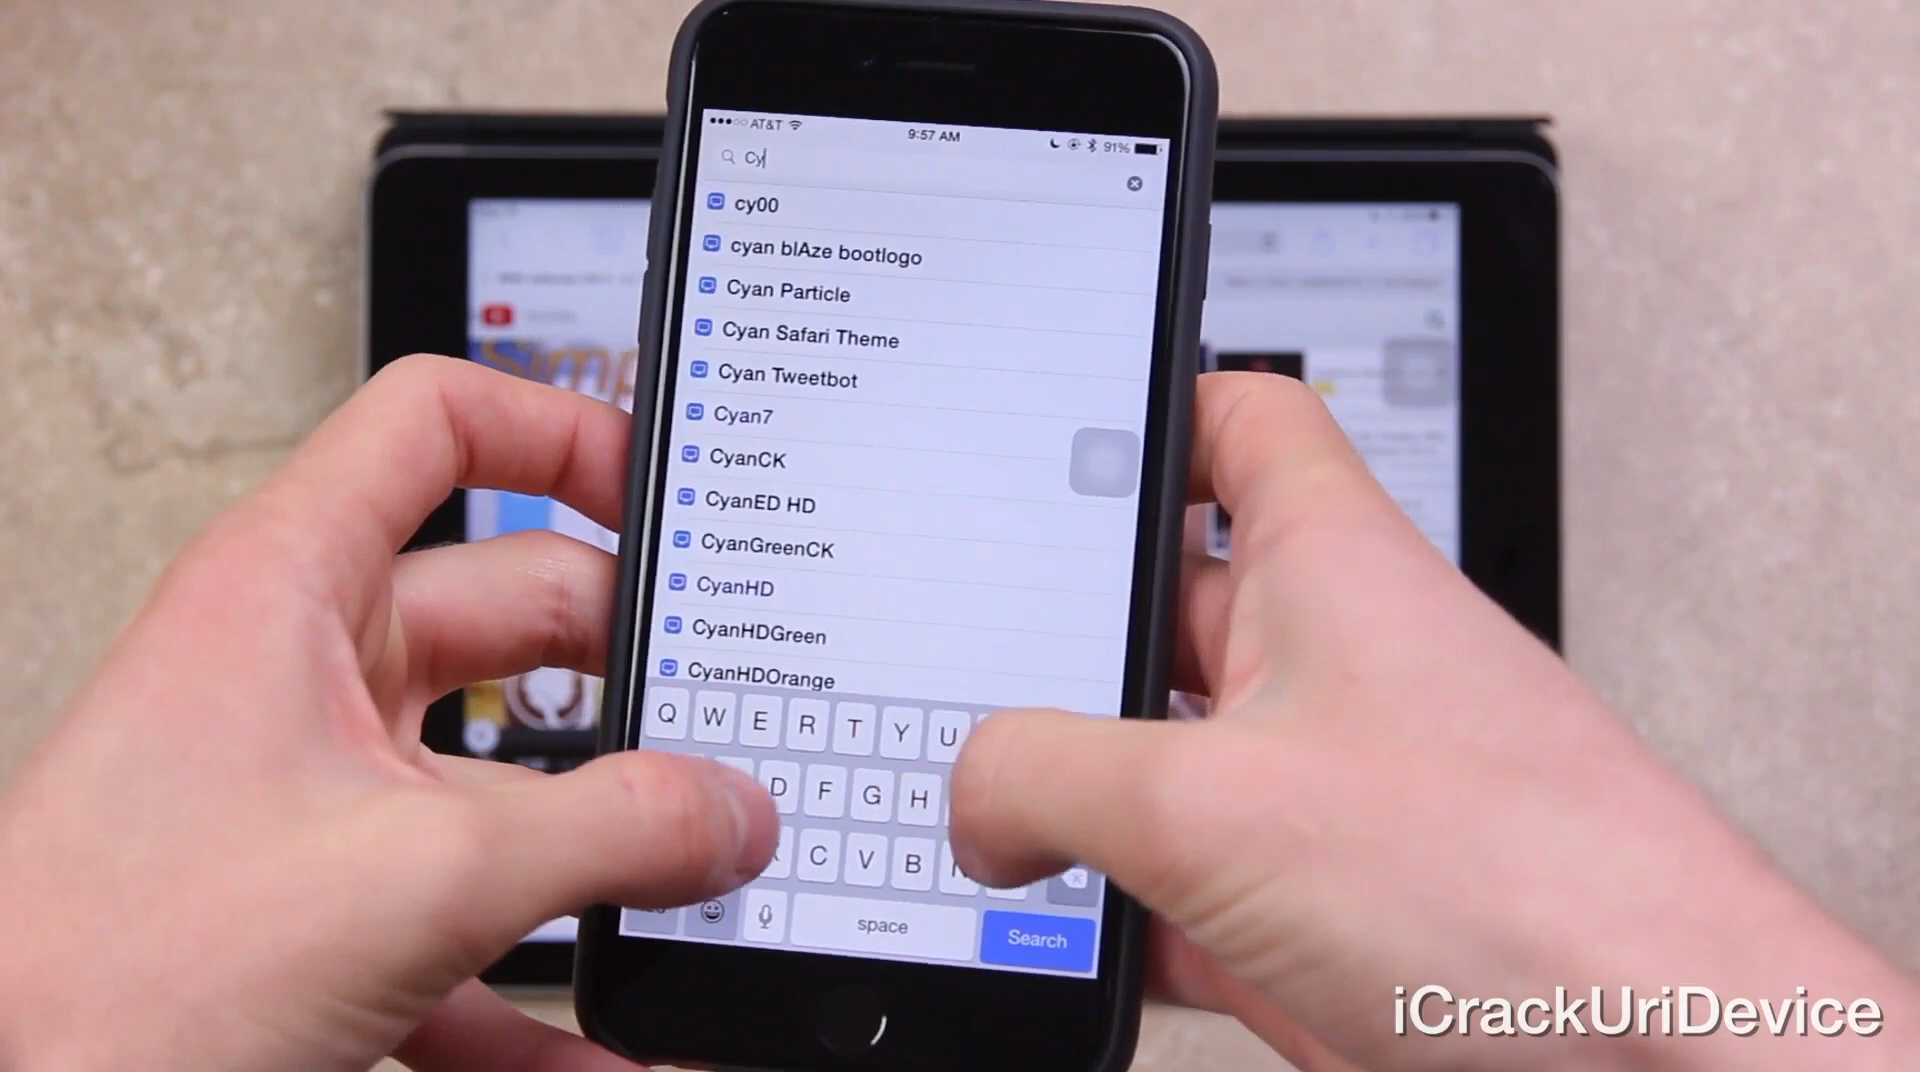 AT&T
9:57 AM
91%
Cy
cy00
cyan blAze bootlogo
Cyan Particle
Cyan Safari Theme
Cyan Tweetbot
Cyan7
CyanCK
CyanED HD
CyanGreenCK
CyanHD
CyanHDGreen
CyanHDOrange
Simp
Q W E R T Y U
D F G H
C V B N
space
Search
iCrackUriDevice